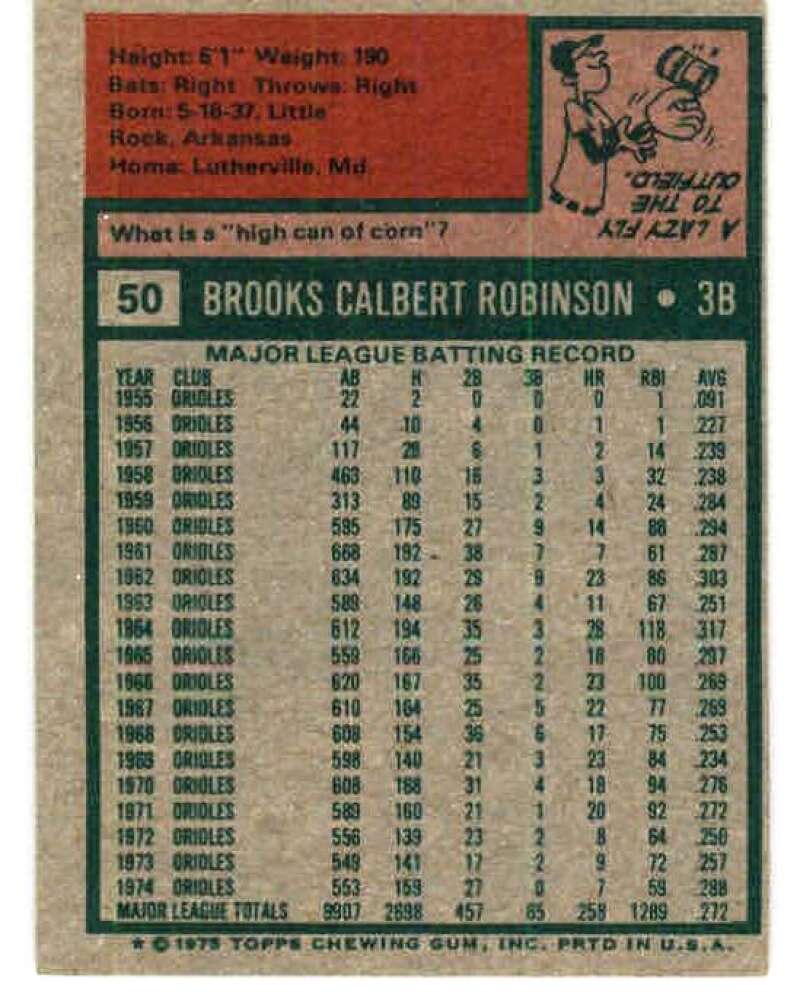 Height: 6'1" Weight: 190
Bats: Right Throws: Right
Born: 5-18-37, Little
Rock, Arkansas
Home: Lutherville, Md.
A LAZY FLY
TO THE
OUTFIELD.
What is a "high can of corn"?
50 BROOKS CALBERT ROBINSON • 3B
MAJOR LEAGUE BATTING RECORD
YEAR CLUB AB H 2B 3B HR RBI AVG
1955 ORIOLES 22 2 0 0 0 1 .091
1956 ORIOLES 44 10 4 0 1 1 .227
1957 ORIOLES 117 28 6 1 2 14 .239
1958 ORIOLES 463 110 16 3 3 32 .238
1959 ORIOLES 313 89 15 2 4 24 .284
1960 ORIOLES 595 175 27 9 14 88 .294
1961 ORIOLES 668 192 38 7 7 61 .287
1962 ORIOLES 634 192 29 9 23 86 .303
1963 ORIOLES 589 148 26 4 11 67 .251
1964 ORIOLES 612 194 35 3 28 118 .317
1965 ORIOLES 559 166 25 2 18 80 .297
1966 ORIOLES 620 167 35 2 23 100 .269
1967 ORIOLES 610 164 25 5 22 77 .269
1968 ORIOLES 608 154 36 6 17 75 .253
1969 ORIOLES 598 140 21 3 23 84 .234
1970 ORIOLES 608 168 31 4 18 94 .276
1971 ORIOLES 589 160 21 1 20 92 .272
1972 ORIOLES 556 139 23 2 8 64 .250
1973 ORIOLES 549 141 17 2 9 72 .257
1974 ORIOLES 553 159 27 0 7 59 .288
MAJOR LEAGUE TOTALS 9907 2698 457 65 258 1289 .272
* © 1975 TOPPS CHEWING GUM, INC. PRTD IN U.S.A.